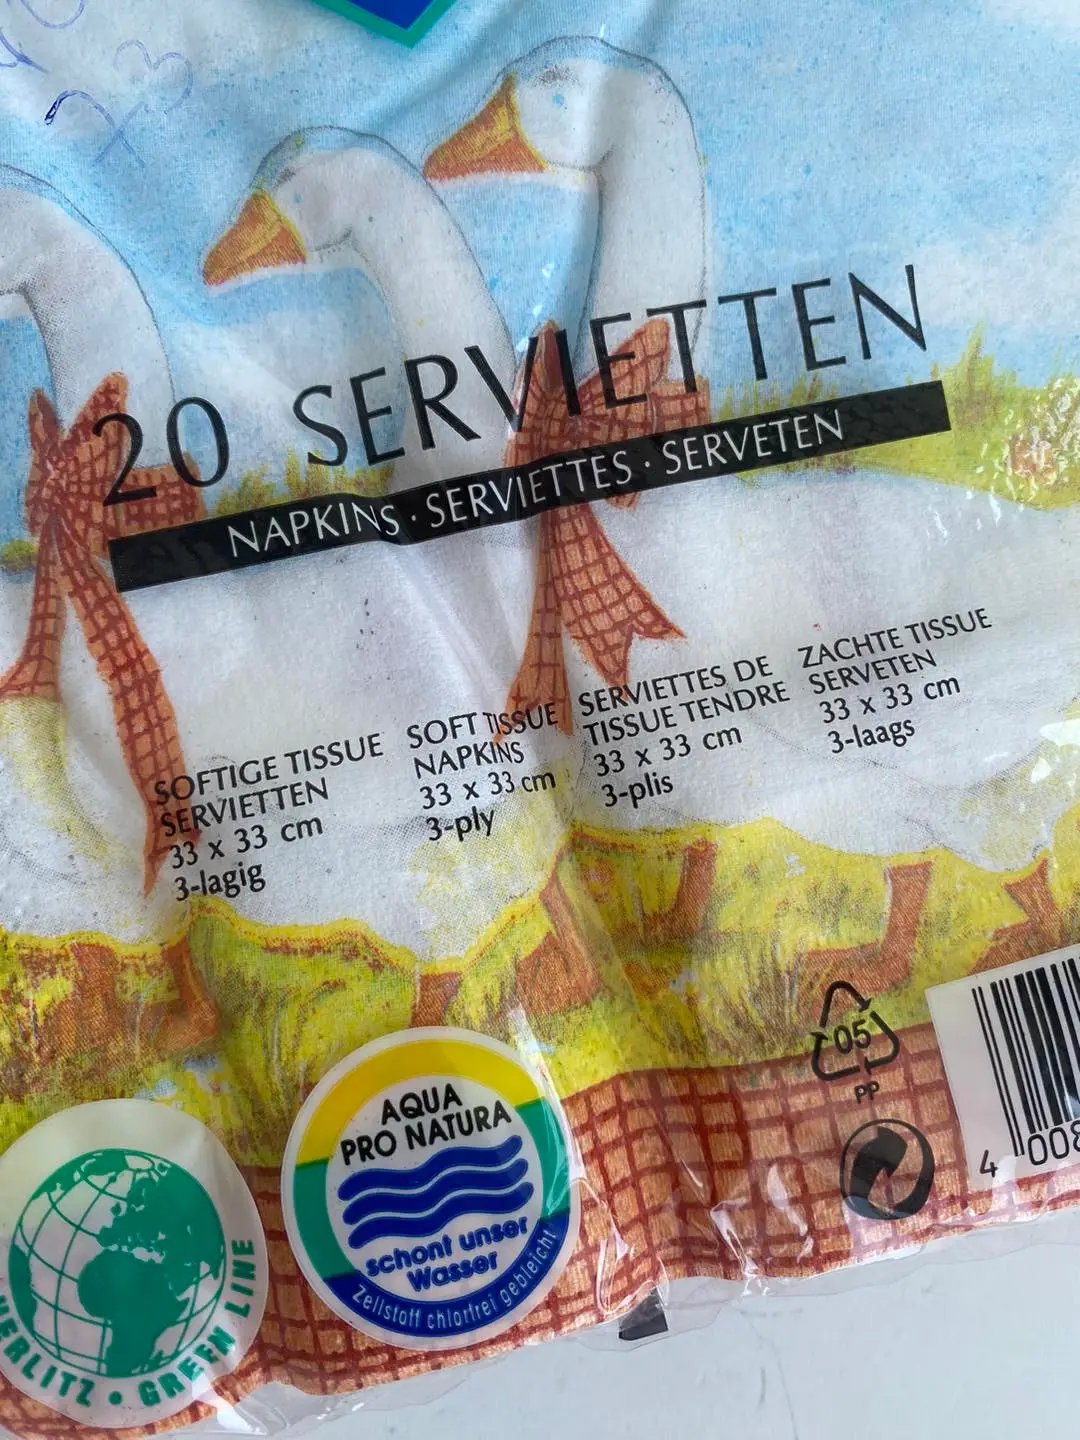 73
20 SERVIETTEN
NAPKINS · SERVIETTES · SERVETEN
SOFTIGE TISSUE
SERVIETTEN
33 x 33 cm
3-lagig
SOFT TISSUE
NAPKINS
33 x 33 cm
3-ply
SERVIETTES DE
TISSUE TENDRE
33 x 33 cm
3-plis
ZACHTE TISSUE
SERVETEN
33 x 33 cm
3-laags
05
PP
4 008
AQUA
PRO NATURA
schont unser
Wasser
Zellstoff chlorfrei gebleicht
HERLITZ • GREEN LINE